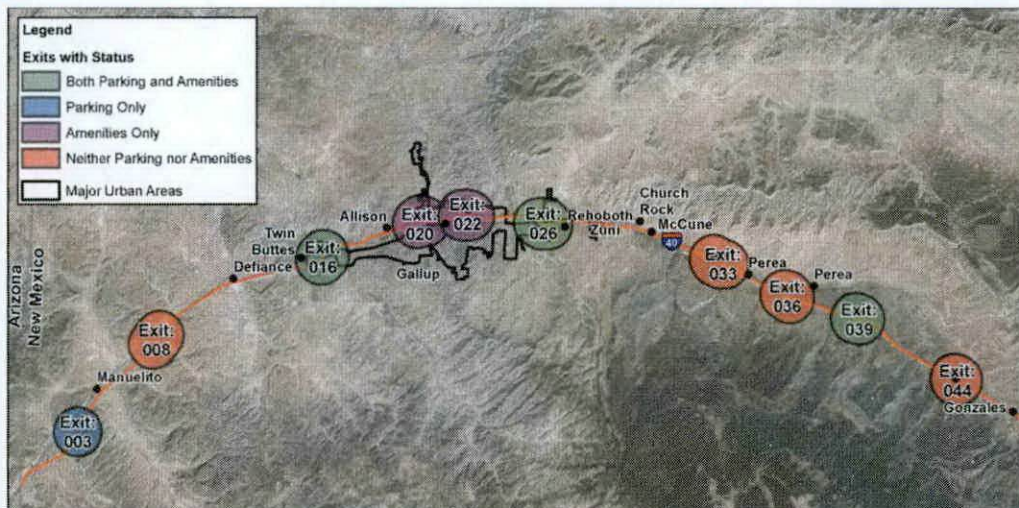 Legend
Exits with Status
Both Parking and Amenities
Parking Only
Amenities Only
Neither Parking nor Amenities
Major Urban Areas
Arizona
New Mexico
Exit:
003
Manuelito
Exit:
008
Defiance
Twin
Buttes
Exit:
016
Allison
Exit:
020
Gallup
Exit:
022
Exit:
026
Rehoboth
Zuni
Church
Rock
McCune
40
Exit:
033
Perea
Exit:
036
Perea
Exit:
039
Exit:
044
Gonzales